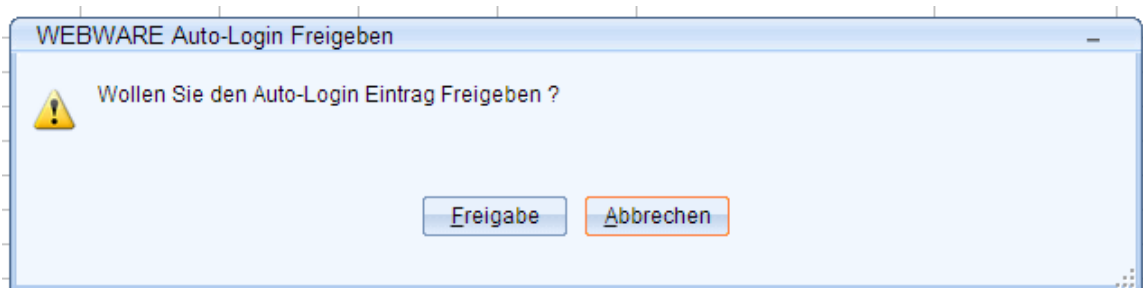 WEBWARE Auto-Login Freigeben
Wollen Sie den Auto-Login Eintrag Freigeben ?
Freigabe Abbrechen